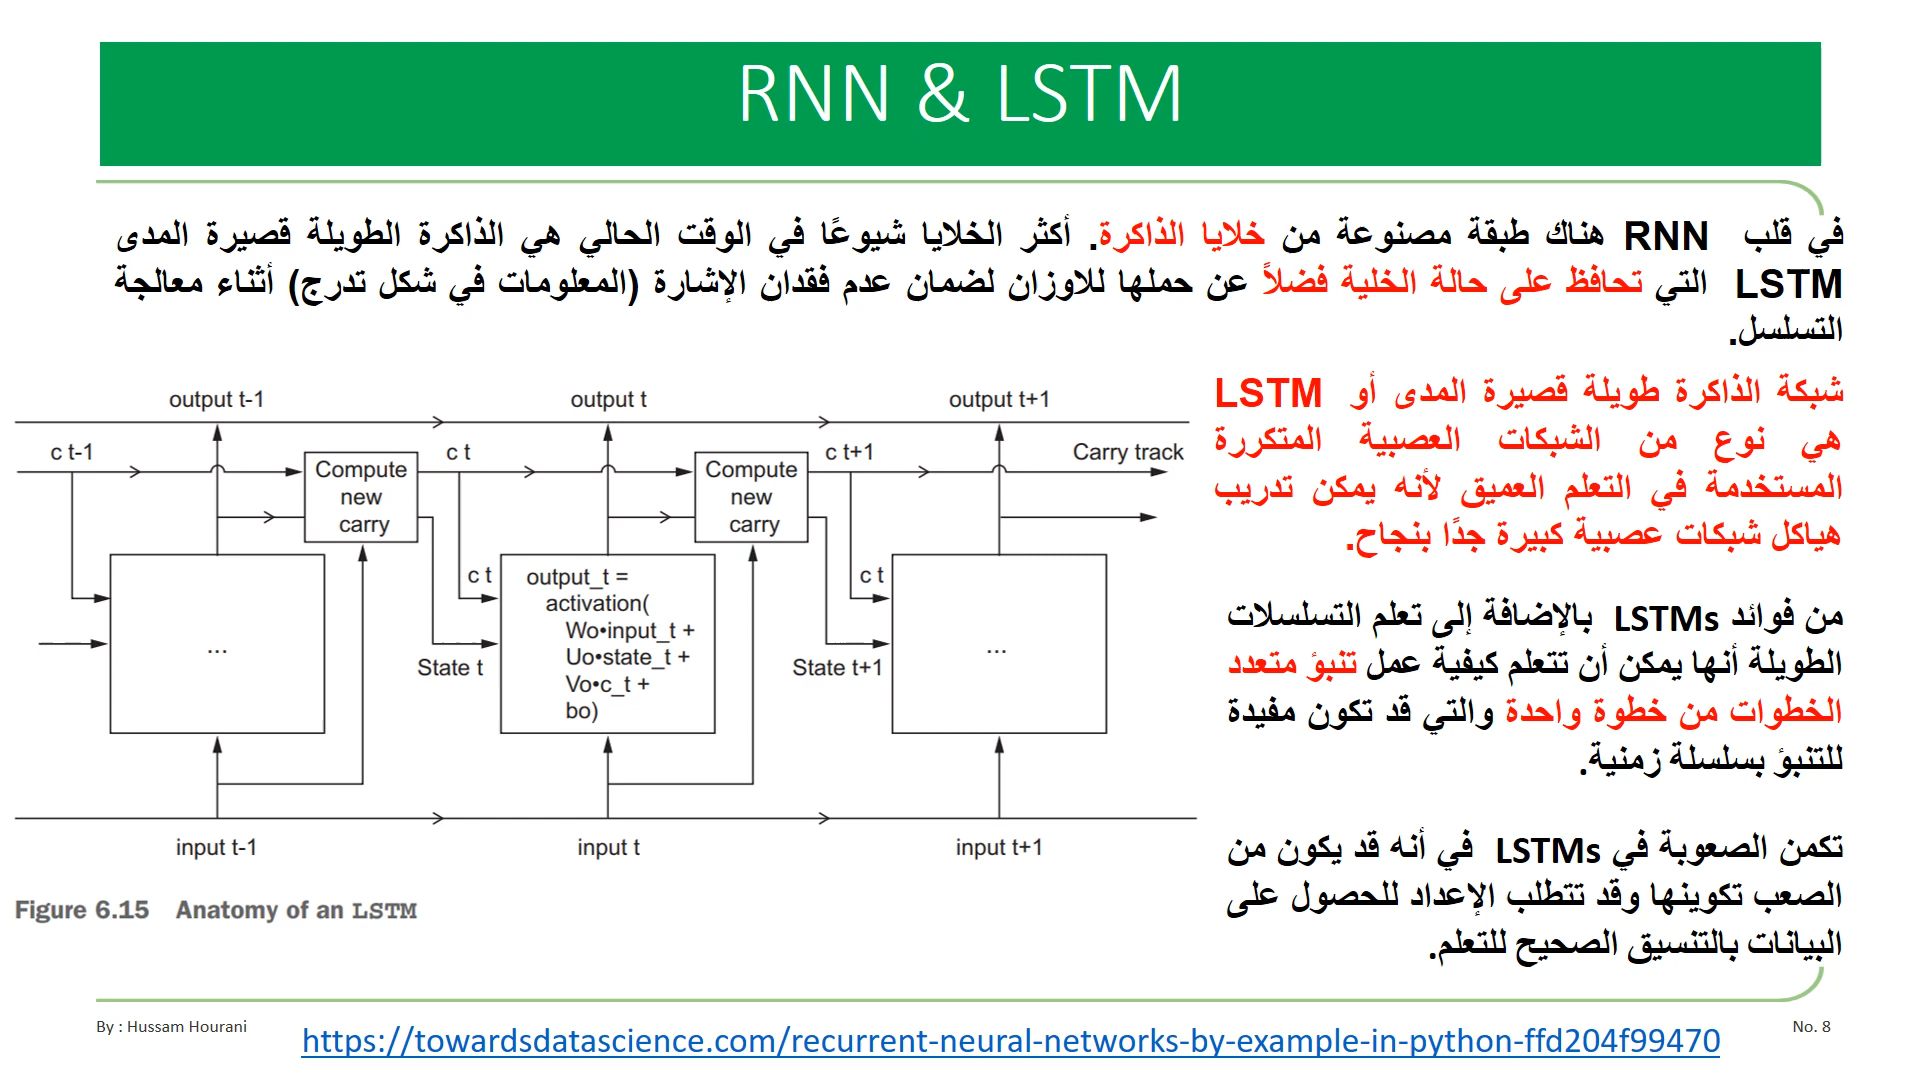 RNN & LSTM
في قلب RNN هناك طبقة مصنوعة من خلايا الذاكرة. أكثر الخلايا شيوعًا في الوقت الحالي هي الذاكرة الطويلة قصيرة المدى
LSTM التي تحافظ على حالة الخلية فضلاً عن حملها للاوزان لضمان عدم فقدان الإشارة (المعلومات في شكل تدرج) أثناء معالجة
التسلسل.
شبكة الذاكرة طويلة قصيرة المدى أو LSTM
هي نوع من الشبكات العصبية المتكررة
المستخدمة في التعلم العميق لأنه يمكن تدريب
هياكل شبكات عصبية كبيرة جدًا بنجاح.
من فوائد LSTMs بالإضافة إلى تعلم التسلسلات
الطويلة أنها يمكن أن تتعلم كيفية عمل تنبؤ متعدد
الخطوات من خطوة واحدة والتي قد تكون مفيدة
للتنبؤ بسلسلة زمنية.
تكمن الصعوبة في LSTMs في أنه قد يكون من
الصعب تكوينها وقد تتطلب الإعداد للحصول على
البيانات بالتنسيق الصحيح للتعلم.
output t-1
output t
output t+1
c t-1
c t
c t+1
Carry track
Compute
new
carry
Compute
new
carry
...
c t
State t
output_t =
activation(
Wo•input_t +
Uo•state_t +
Vo•c_t +
bo)
c t
State t+1
...
input t-1
input t
input t+1
Figure 6.15 Anatomy of an LSTM
By : Hussam Hourani
https://towardsdatascience.com/recurrent-neural-networks-by-example-in-python-ffd204f99470
No. 8